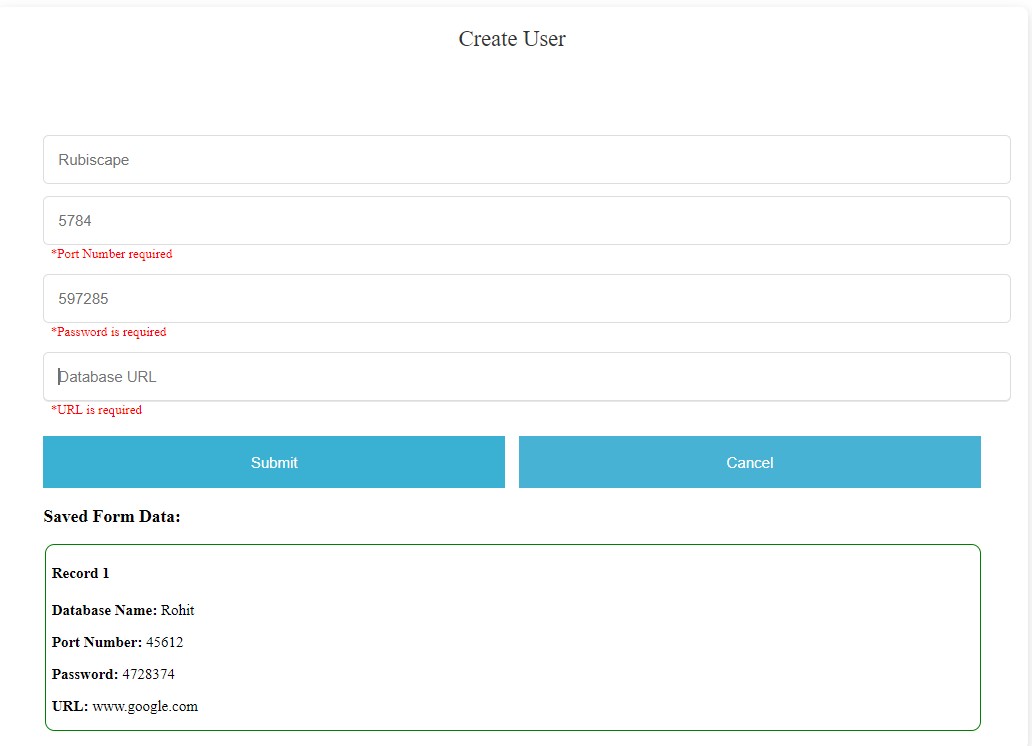 Create User
Rubiscape
5784
*Port Number required
597285
*Password is required
Database URL
*URL is required
Submit
Cancel
Saved Form Data:
Record 1
Database Name: Rohit
Port Number: 45612
Password: 4728374
URL: www.google.com